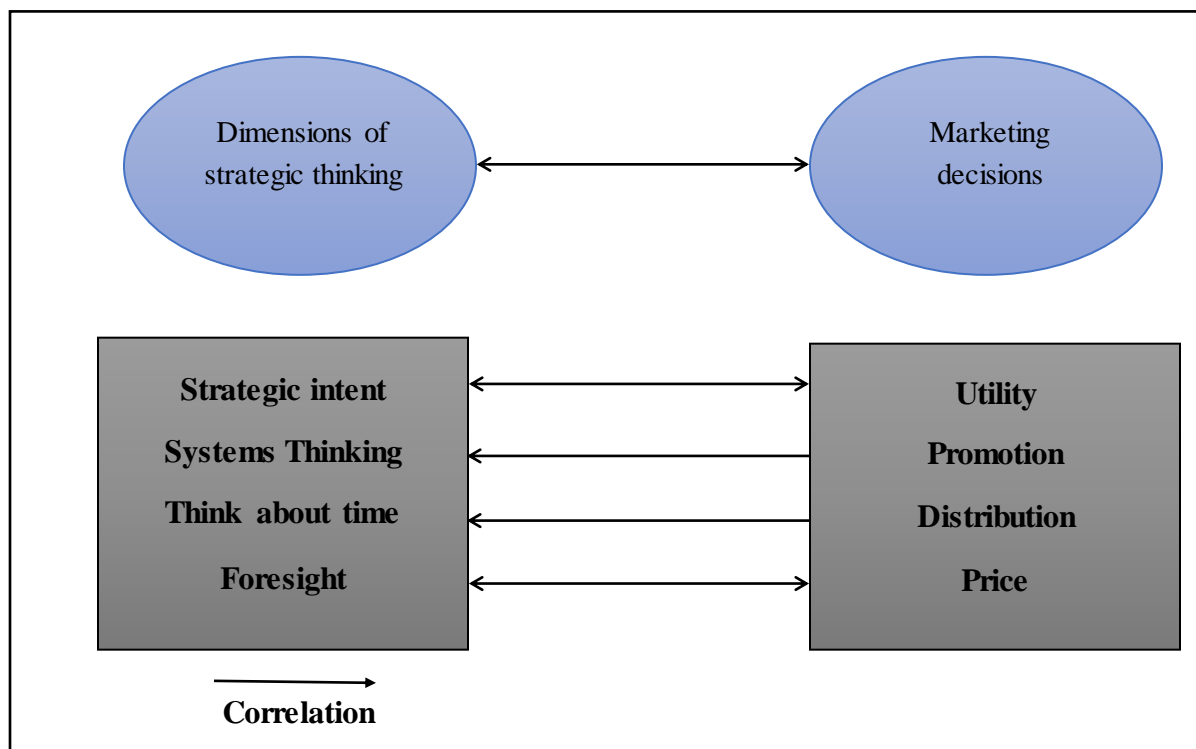 Dimensions of
strategic thinking
Marketing
decisions
Strategic intent
Systems Thinking
Think about time
Foresight
Utility
Promotion
Distribution
Price
Correlation